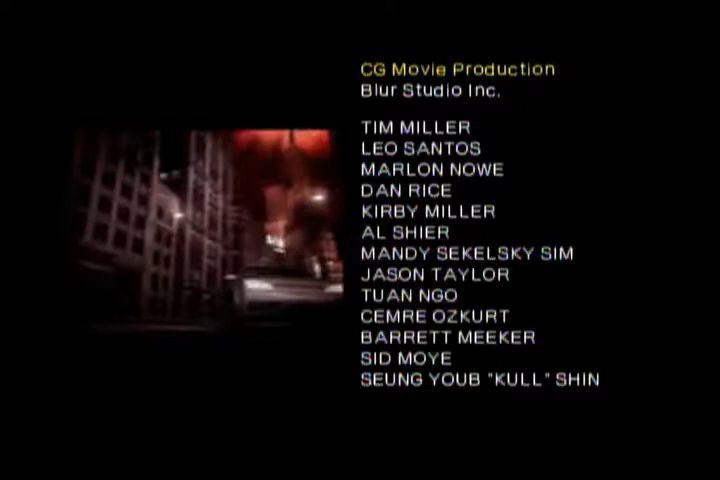 CG Movie Production
Blur Studio Inc.
TIM MILLER
LEO SANTOS
MARLON NOWE
DAN RICE
KIRBY MILLER
AL SHIER
MANDY SEKELSKY SIM
JASON TAYLOR
TUAN NGO
CEMRE OZKURT
BARRETT MEEKER
SID MOYE
SEUNG YOUB "KULL" SHIN